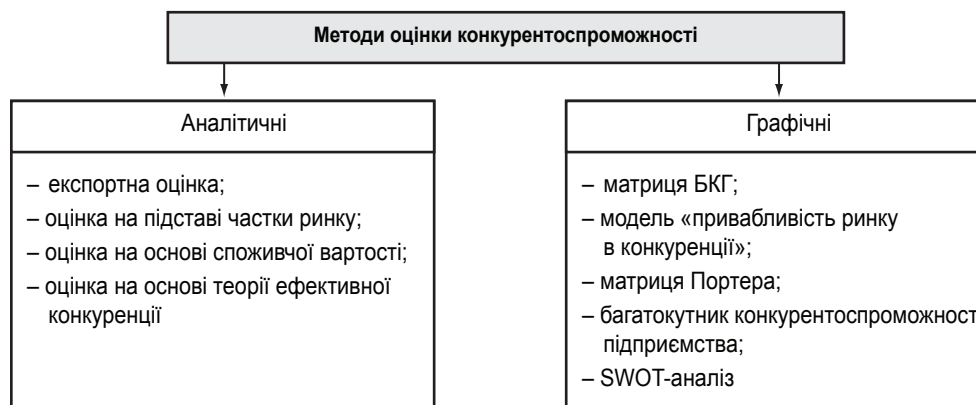 Методи оцінки конкурентоспроможності
Аналітичні
– експортна оцінка;
– оцінка на підставі частки ринку;
– оцінка на основі споживчої вартості;
– оцінка на основі теорії ефективної
конкуренції
Графічні
– матриця БКГ;
– модель «привабливість ринку
в конкуренції»;
– матриця Портера;
– багатокутник конкурентоспроможност
підприємства;
– SWOT-аналіз